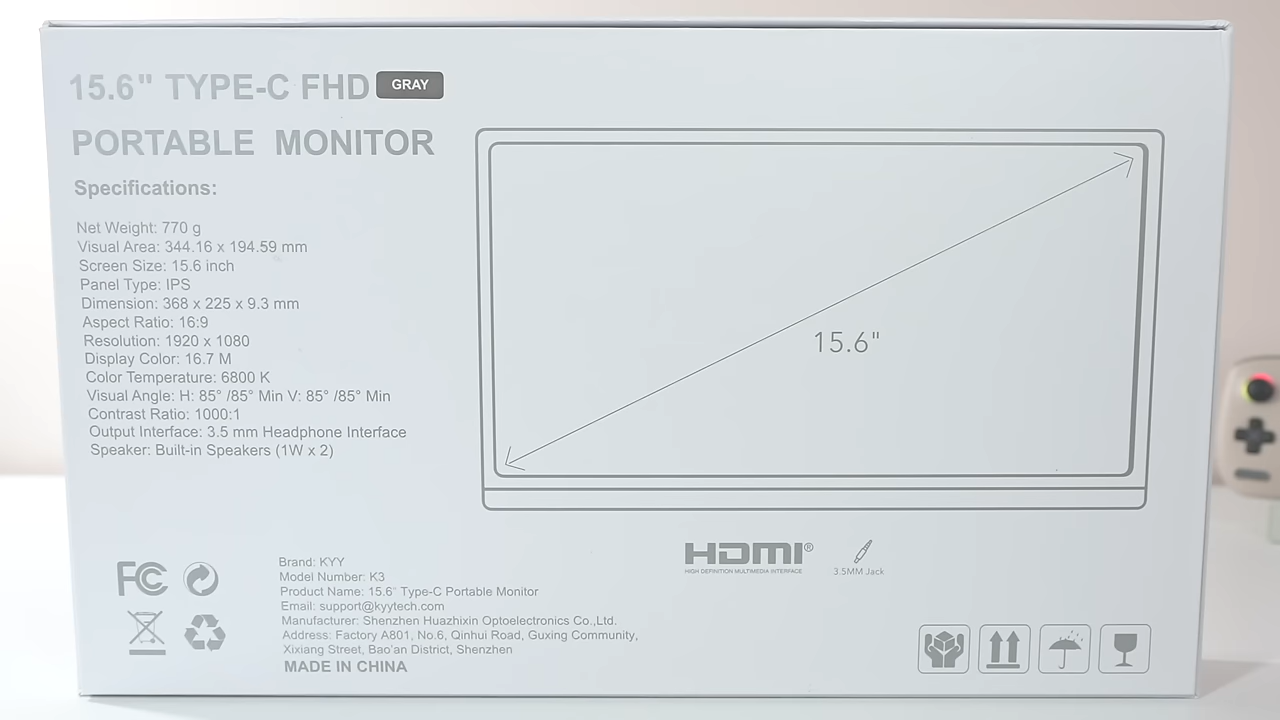 15.6" TYPE-C FHD GRAY
PORTABLE MONITOR
Specifications:
Net Weight: 770 g
Visual Area: 344.16 x 194.59 mm
Screen Size: 15.6 inch
Panel Type: IPS
Dimension: 368 x 225 x 9.3 mm
Aspect Ratio: 16:9
Resolution: 1920 x 1080
Display Color: 16.7 M
Color Temperature: 6800 K
Visual Angle: H: 85° /85° Min V: 85° /85° Min
Contrast Ratio: 1000:1
Output Interface: 3.5 mm Headphone Interface
Speaker: Built-in Speakers (1W x 2)
15.6"
HDMI®
HIGH DEFINITION MULTIMEDIA INTERFACE
3.5MM Jack
FC
Brand: KYY
Model Number: K3
Product Name: 15.6" Type-C Portable Monitor
Email: support@kyytech.com
Manufacturer: Shenzhen Huazhixin Optoelectronics Co.,Ltd.
Address: Factory A801, No.6, Qinhui Road, Guxing Community,
Xixiang Street, Bao'an District, Shenzhen
MADE IN CHINA